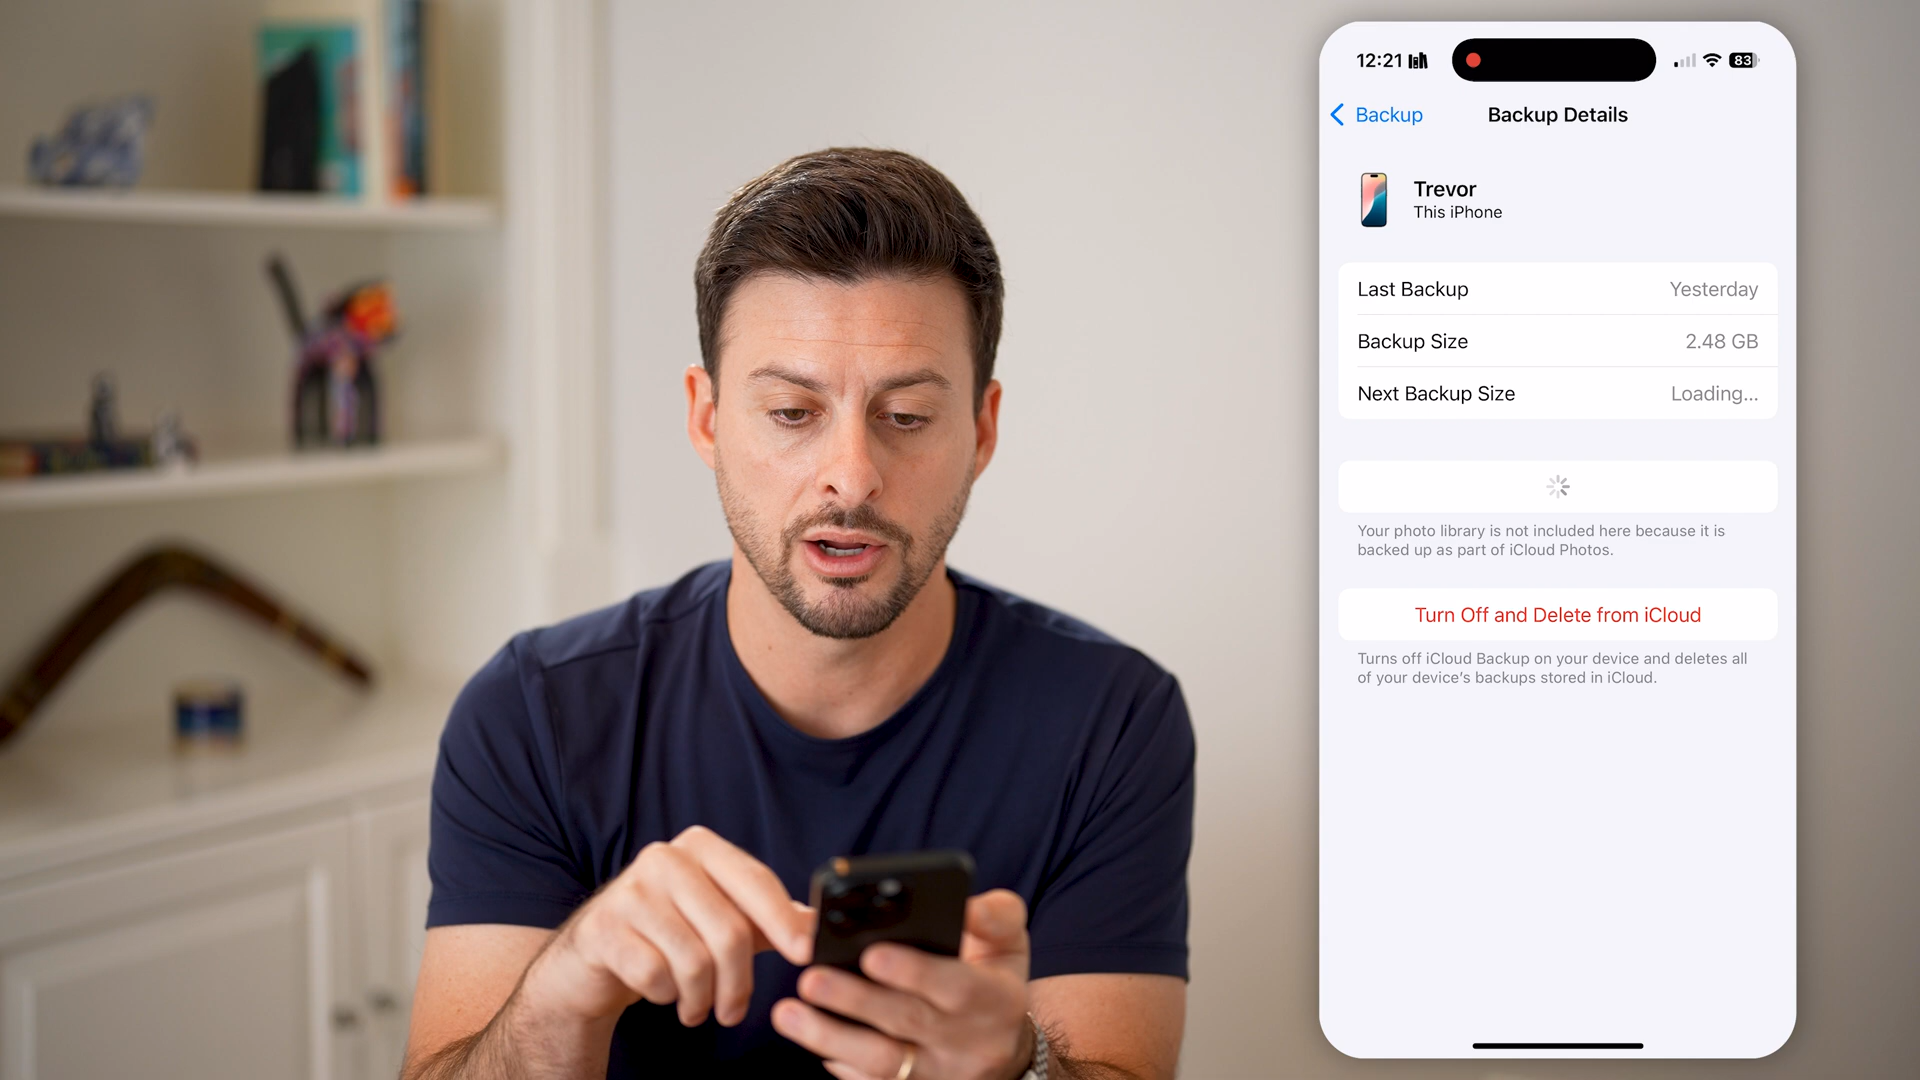 12:21
83
Backup
Backup Details
Trevor
This iPhone
Last Backup
Yesterday
Backup Size
2.48 GB
Next Backup Size
Loading...
Your photo library is not included here because it is
backed up as part of iCloud Photos.
Turn Off and Delete from iCloud
Turns off iCloud Backup on your device and deletes all
of your device's backups stored in iCloud.